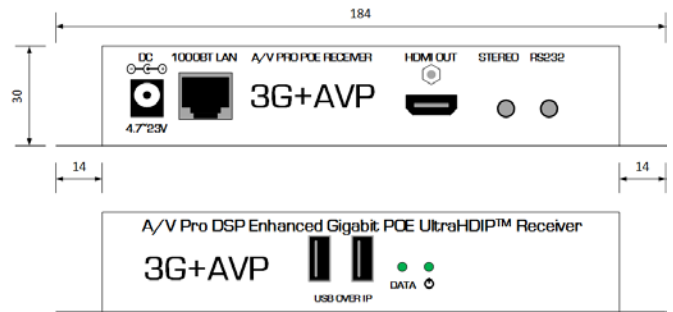 184
DC 1000BT LAN A/V PRO POE RECEIVER HDMI OUT STEREO RS232
3G+AVP
30
4.7~23V
14 14
A/V Pro DSP Enhanced Gigabit POE UltraHDIP™ Receiver
3G+AVP
DATA
USB OVER IP